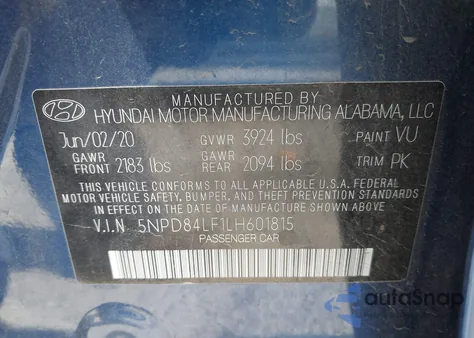 MANUFACTURED BY
HYUNDAI MOTOR MANUFACTURING ALABAMA, LLC
Jun/02/20 GVWR 3924 lbs PAINT VU
GAWR FRONT 2183 lbs GAWR REAR 2094 lbs TRIM PK
THIS VEHICLE CONFORMS TO ALL APPLICABLE U.S.A. FEDERAL
MOTOR VEHICLE SAFETY, BUMPER, AND THEFT PREVENTION
STANDARDS IN EFFECT ON THE DATE OF MANUFACTURE SHOWN ABOVE.
V.I.N 5NPD84LF1LH601815
PASSENGER CAR
autoSnap